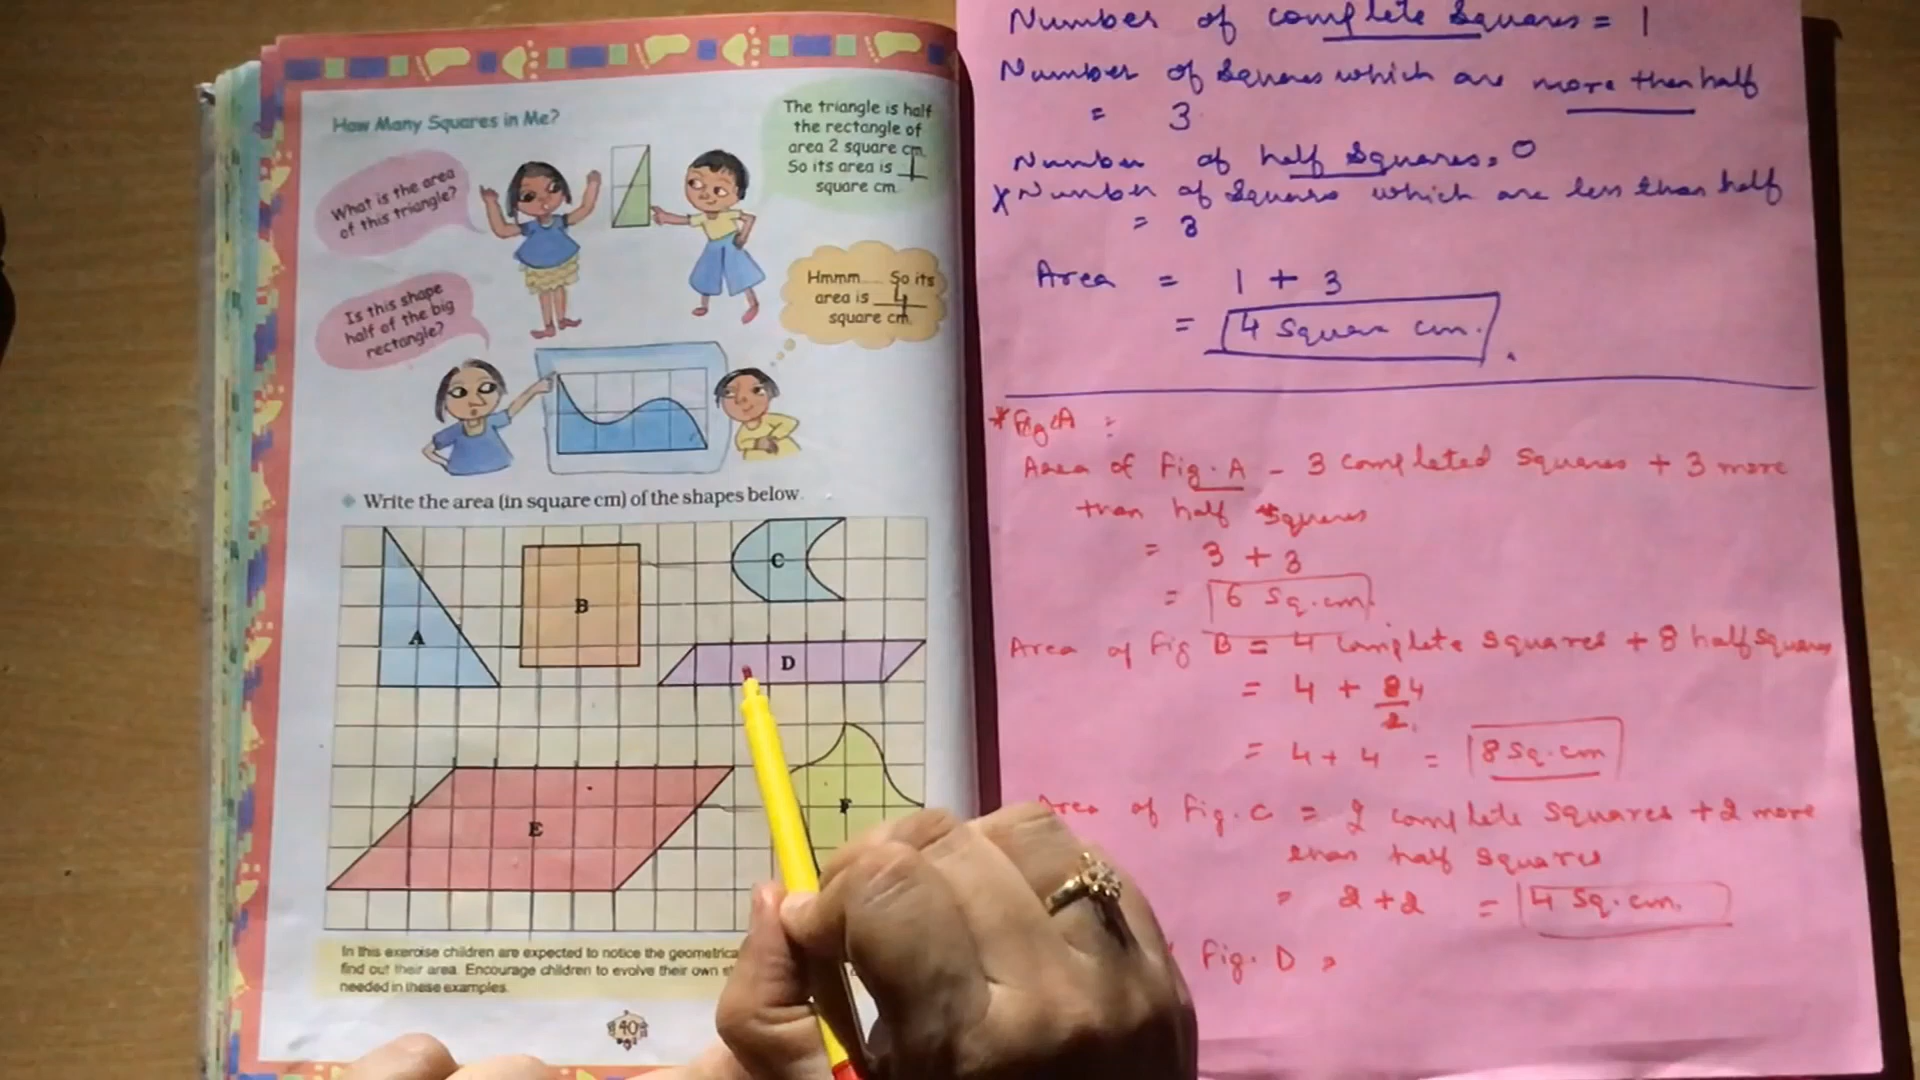 How Many Squares in Me?
What is the area
of this triangle?
The triangle is half
the rectangle of
area 2 square cm.
So its area is 1
square cm.
Is this shape
half of the big
rectangle?
Hmmm.... So its
area is 4
square cm.
Write the area (in square cm) of the shapes below.
A
B
C
D
E
F
In this exercise children are expected to notice the geometrica
find out their area. Encourage children to evolve their own
needed in these examples.
40
Number of complete Squares = 1
Number of Squares which are more than half
= 3
Number of half Squares = 0
* Number of Squares which are less than half
= 3
Area = 1 + 3
= 4 Square cm.
* Fig A :
Area of Fig. A - 3 completed Squares + 3 more
than half Squares
= 3 + 3
= 6 Sq. cm.
Area of Fig B = 4 complete Squares + 8 half squares
= 4 + 8 4
2
= 4 + 4 = 8 Sq. cm
Area of Fig. C = 2 complete Squares + 2 more
than half Squares
= 2 + 2 = 4 Sq. cm.
Fig. D =